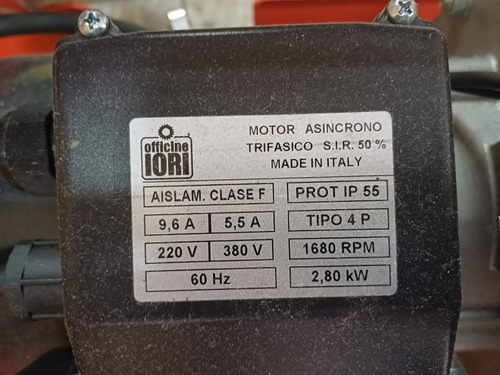 officine
IORI
MOTOR ASINCRONO
TRIFASICO S.I.R. 50 %
MADE IN ITALY
AISLAM. CLASE F
PROT IP 55
9,6 A
5,5 A
TIPO 4 P
220 V
380 V
1680 RPM
60 Hz
2,80 kW